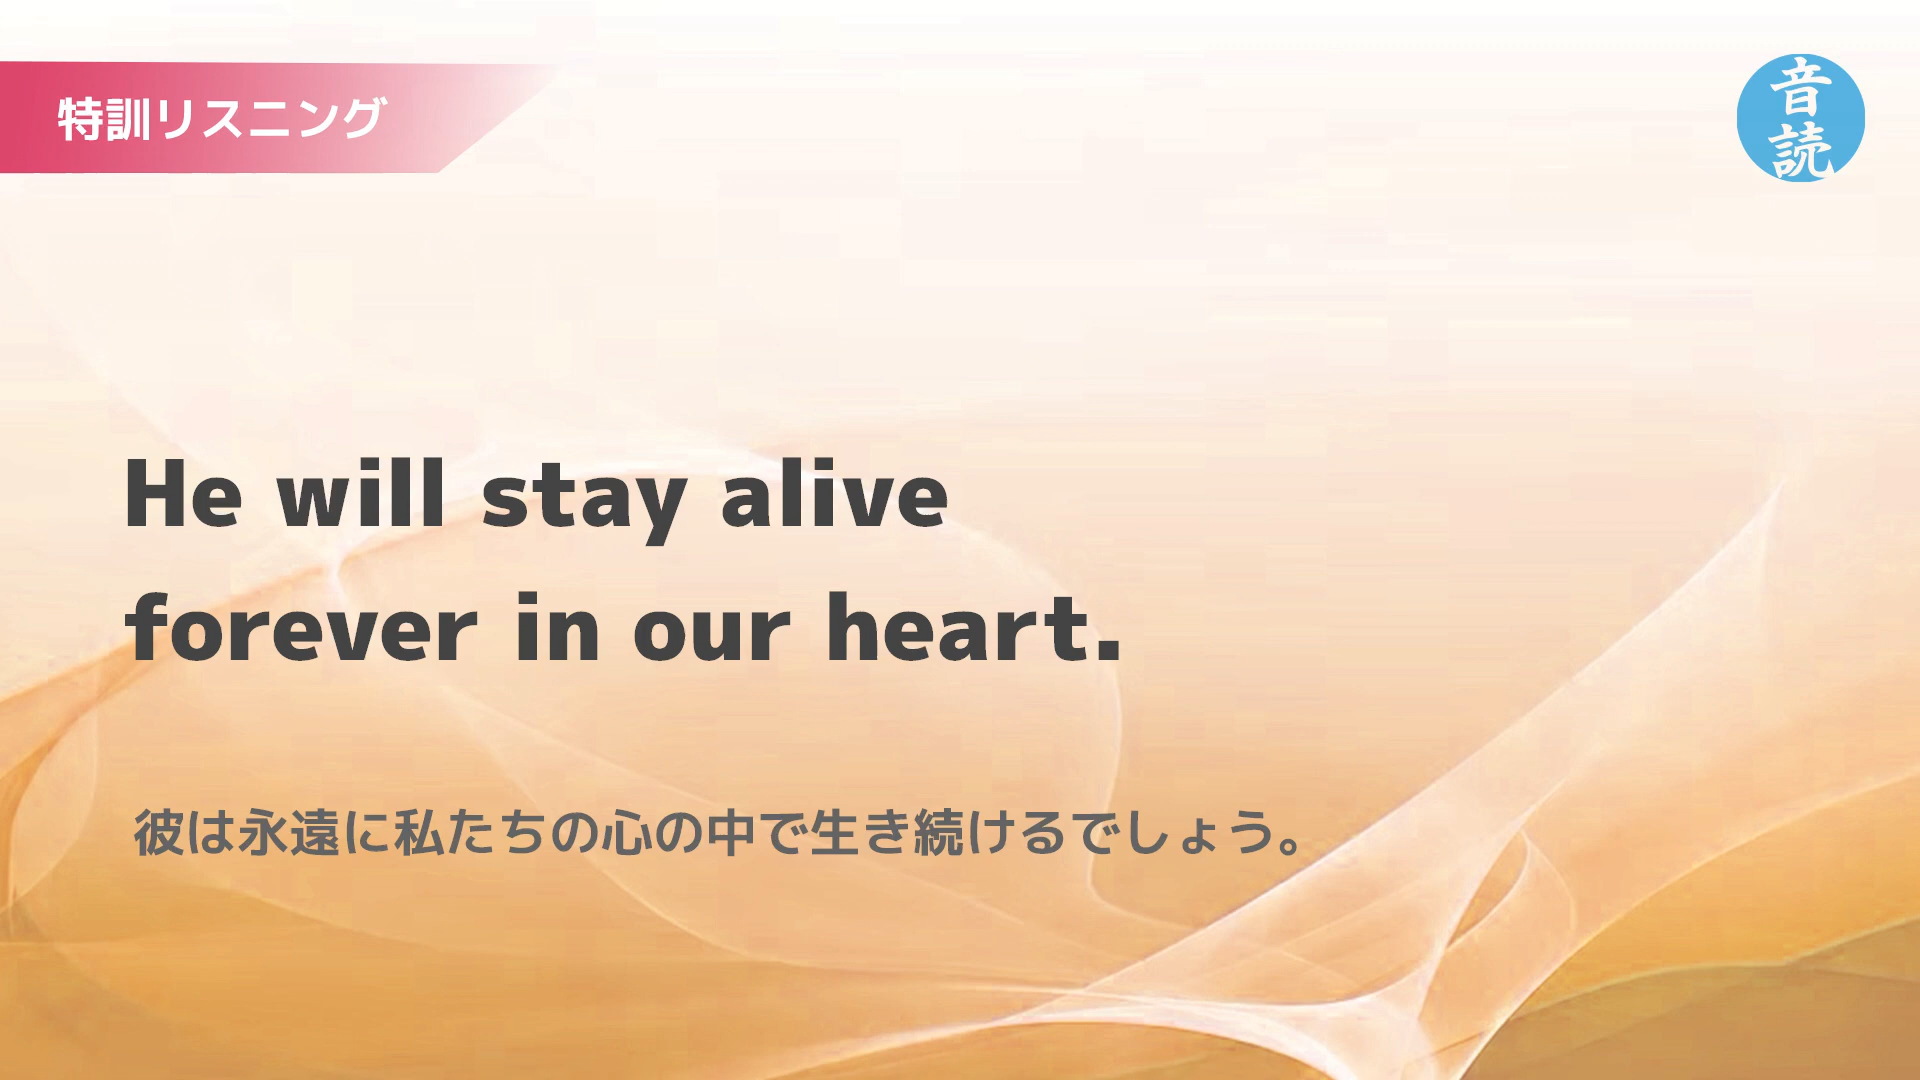 特訓リスニング
音読
He will stay alive
forever in our heart.
彼は永遠に私たちの心の中で生き続けるでしょう。